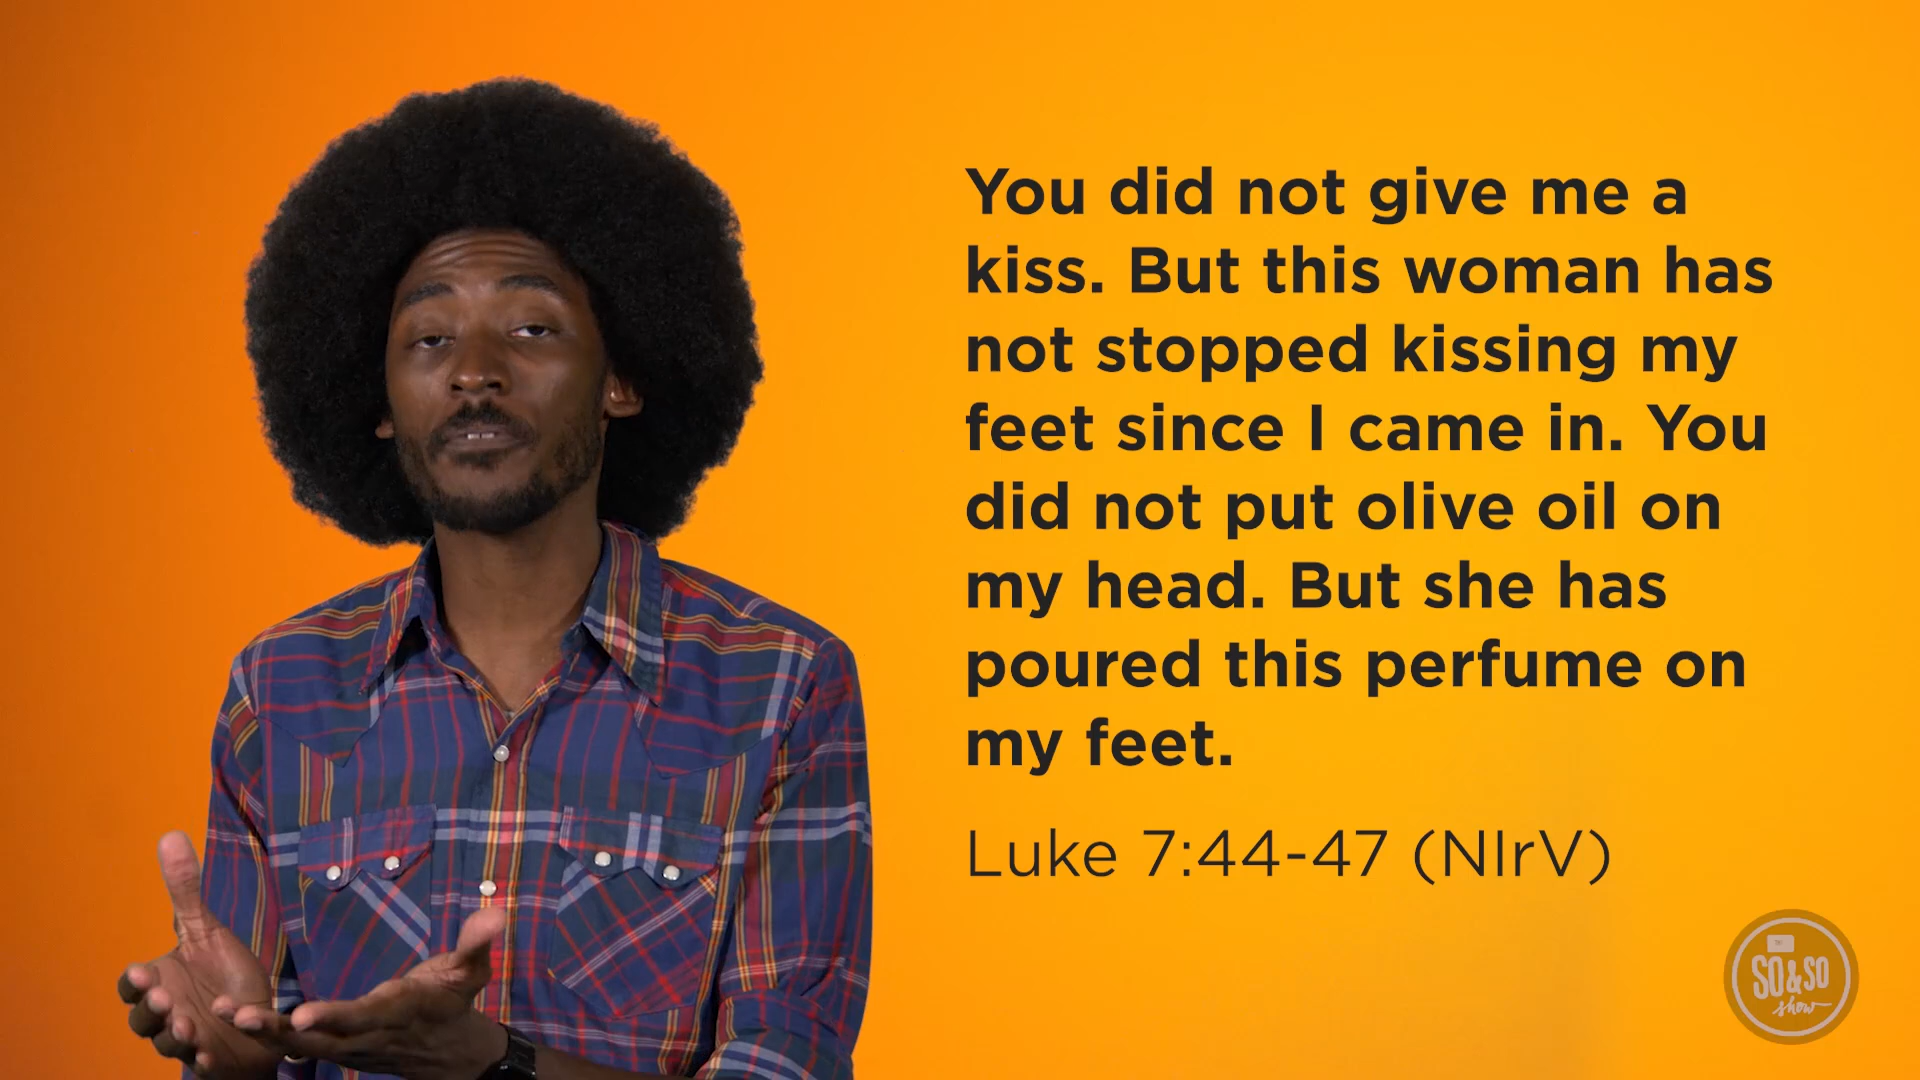 You did not give me a
kiss. But this woman has
not stopped kissing my
feet since I came in. You
did not put olive oil on
my head. But she has
poured this perfume on
my feet.
Luke 7:44-47 (NIrV)
SO&SO
show